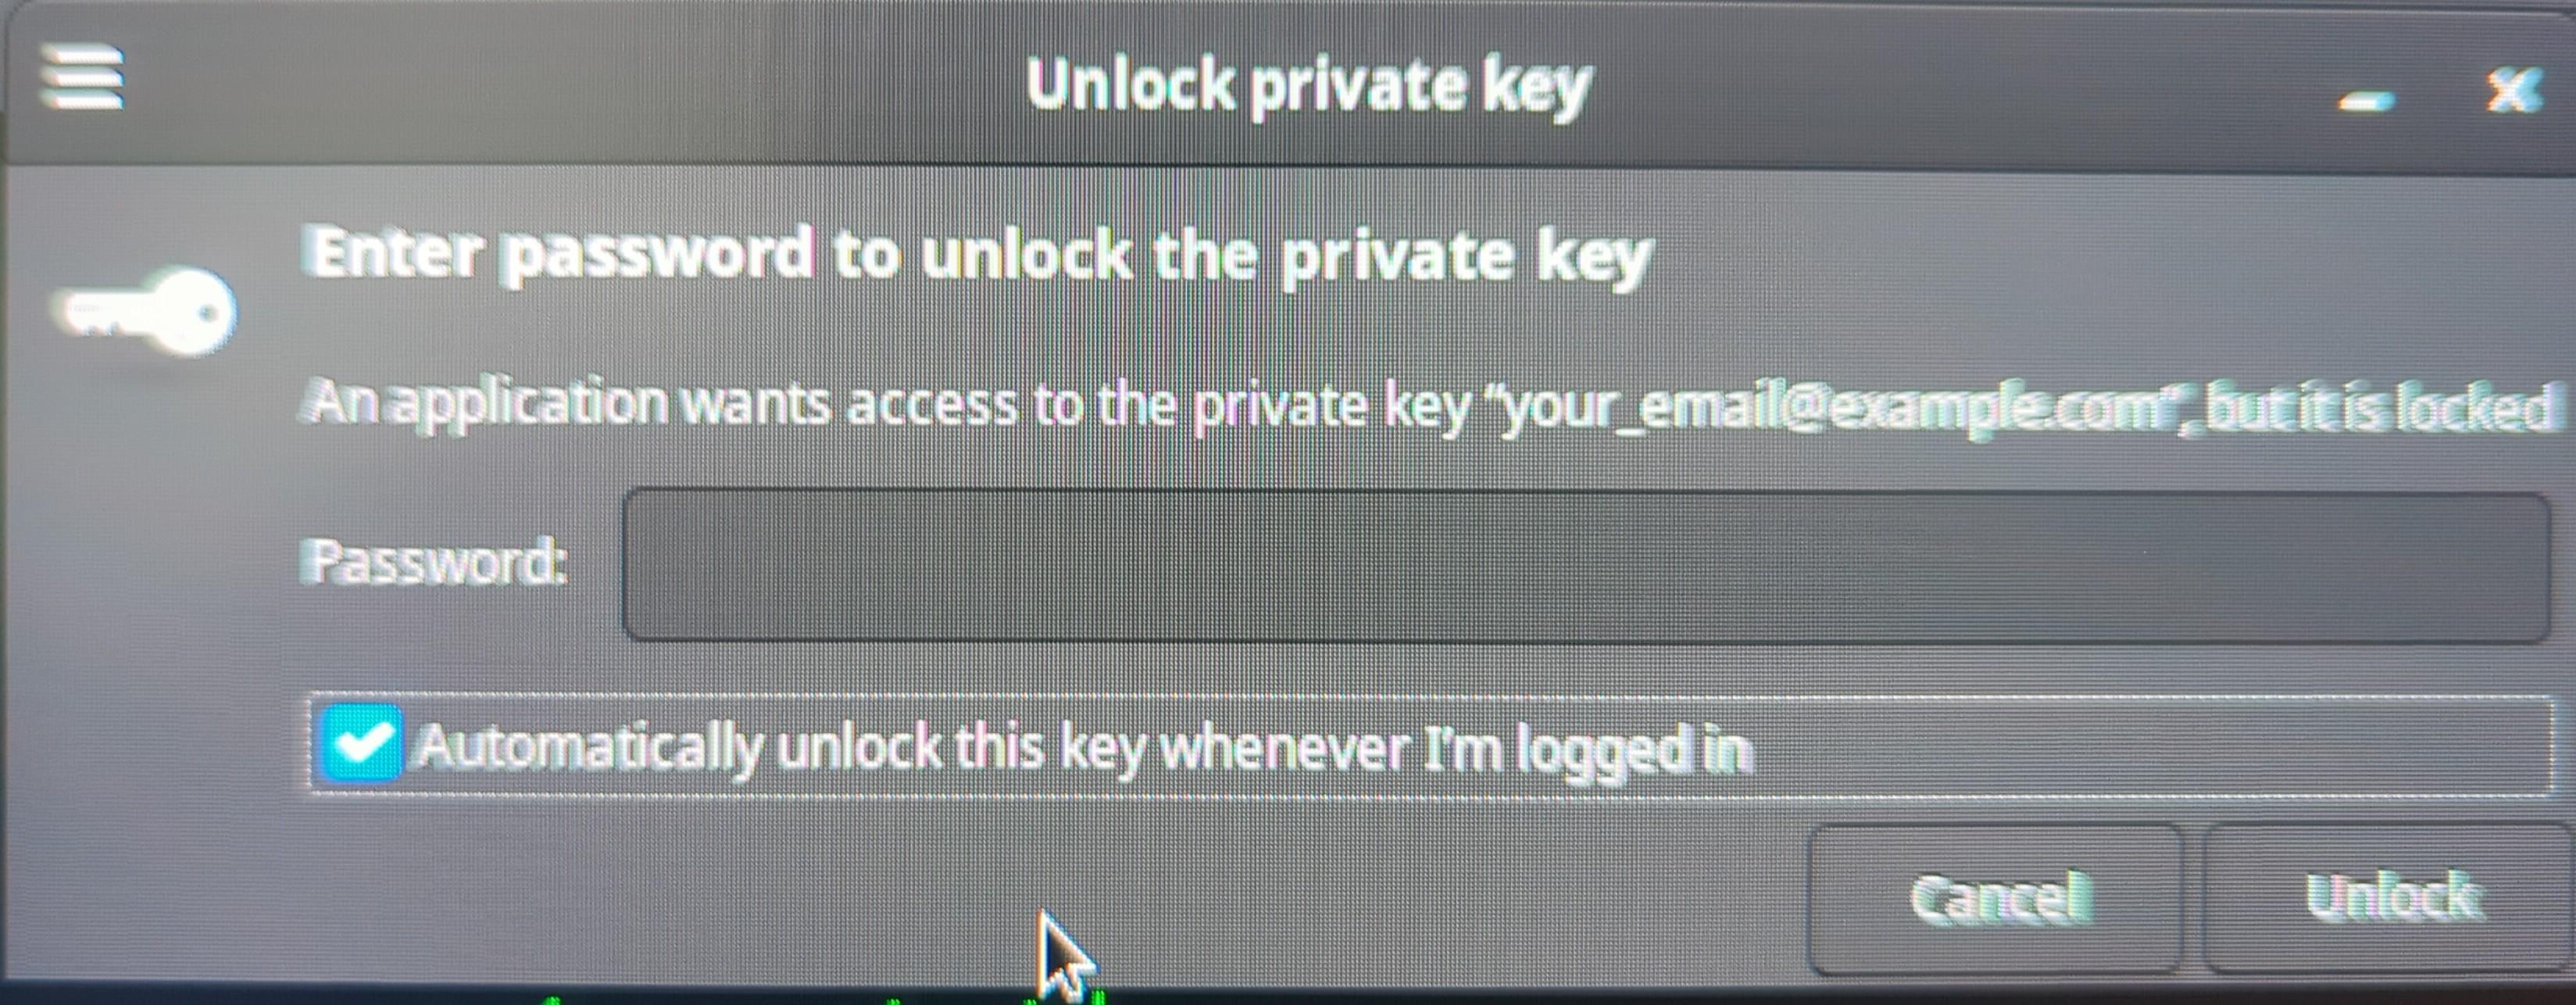 Unlock private key
Enter password to unlock the private key
An application wants access to the private key “your_email@example.com”, but it is locked
Password:
Automatically unlock this key whenever I'm logged in
Cancel
Unlock